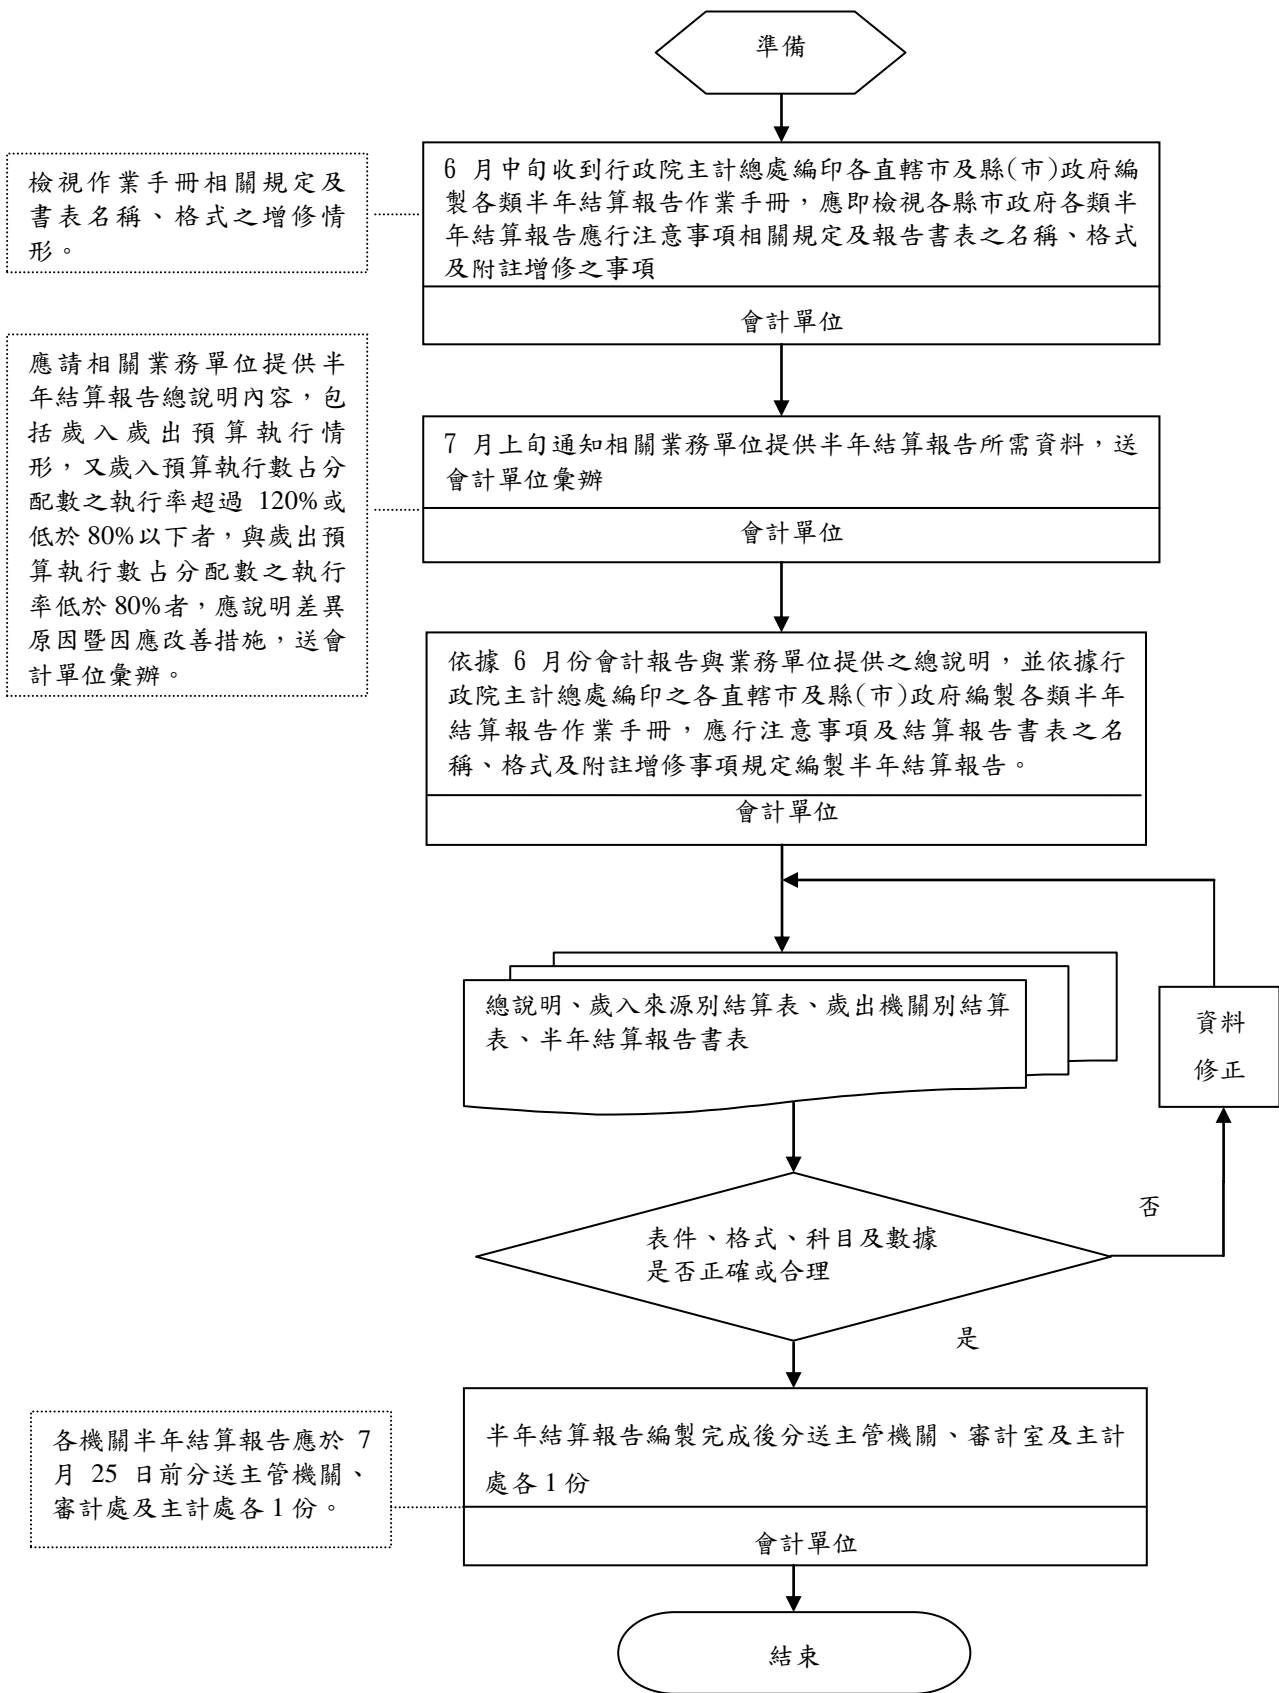 準備
6 月中旬收到行政院主計總處編印各直轄市及縣(市)政府編
製各類半年結算報告作業手冊，應即檢視各縣市政府各類半
年結算報告應行注意事項相關規定及報告書表之名稱、格式
及附註增修之事項
會計單位
檢視作業手冊相關規定及
書表名稱、格式之增修情
形。
7 月上旬通知相關業務單位提供半年結算報告所需資料，送
會計單位彙辦
會計單位
應請相關業務單位提供半
年結算報告總說明內容，包
括歲入歲出預算執行情
形，又歲入預算執行數占分
配數之執行率超過 120%或
低於 80%以下者，與歲出預
算執行數占分配數之執行
率低於 80%者，應說明差異
原因暨因應改善措施，送會
計單位彙辦。
依據 6 月份會計報告與業務單位提供之總說明，並依據行
政院主計總處編印之各直轄市及縣(市)政府編製各類半年
結算報告作業手冊，應行注意事項及結算報告書表之名
稱、格式及附註增修事項規定編製半年結算報告。
會計單位
總說明、歲入來源別結算表、歲出機關別結算
表、半年結算報告書表
資料
修正
表件、格式、科目及數據
是否正確或合理
否
是
半年結算報告編製完成後分送主管機關、審計室及主計
處各 1 份
會計單位
各機關半年結算報告應於 7
月 25 日前分送主管機關、
審計處及主計處各 1 份。
結束